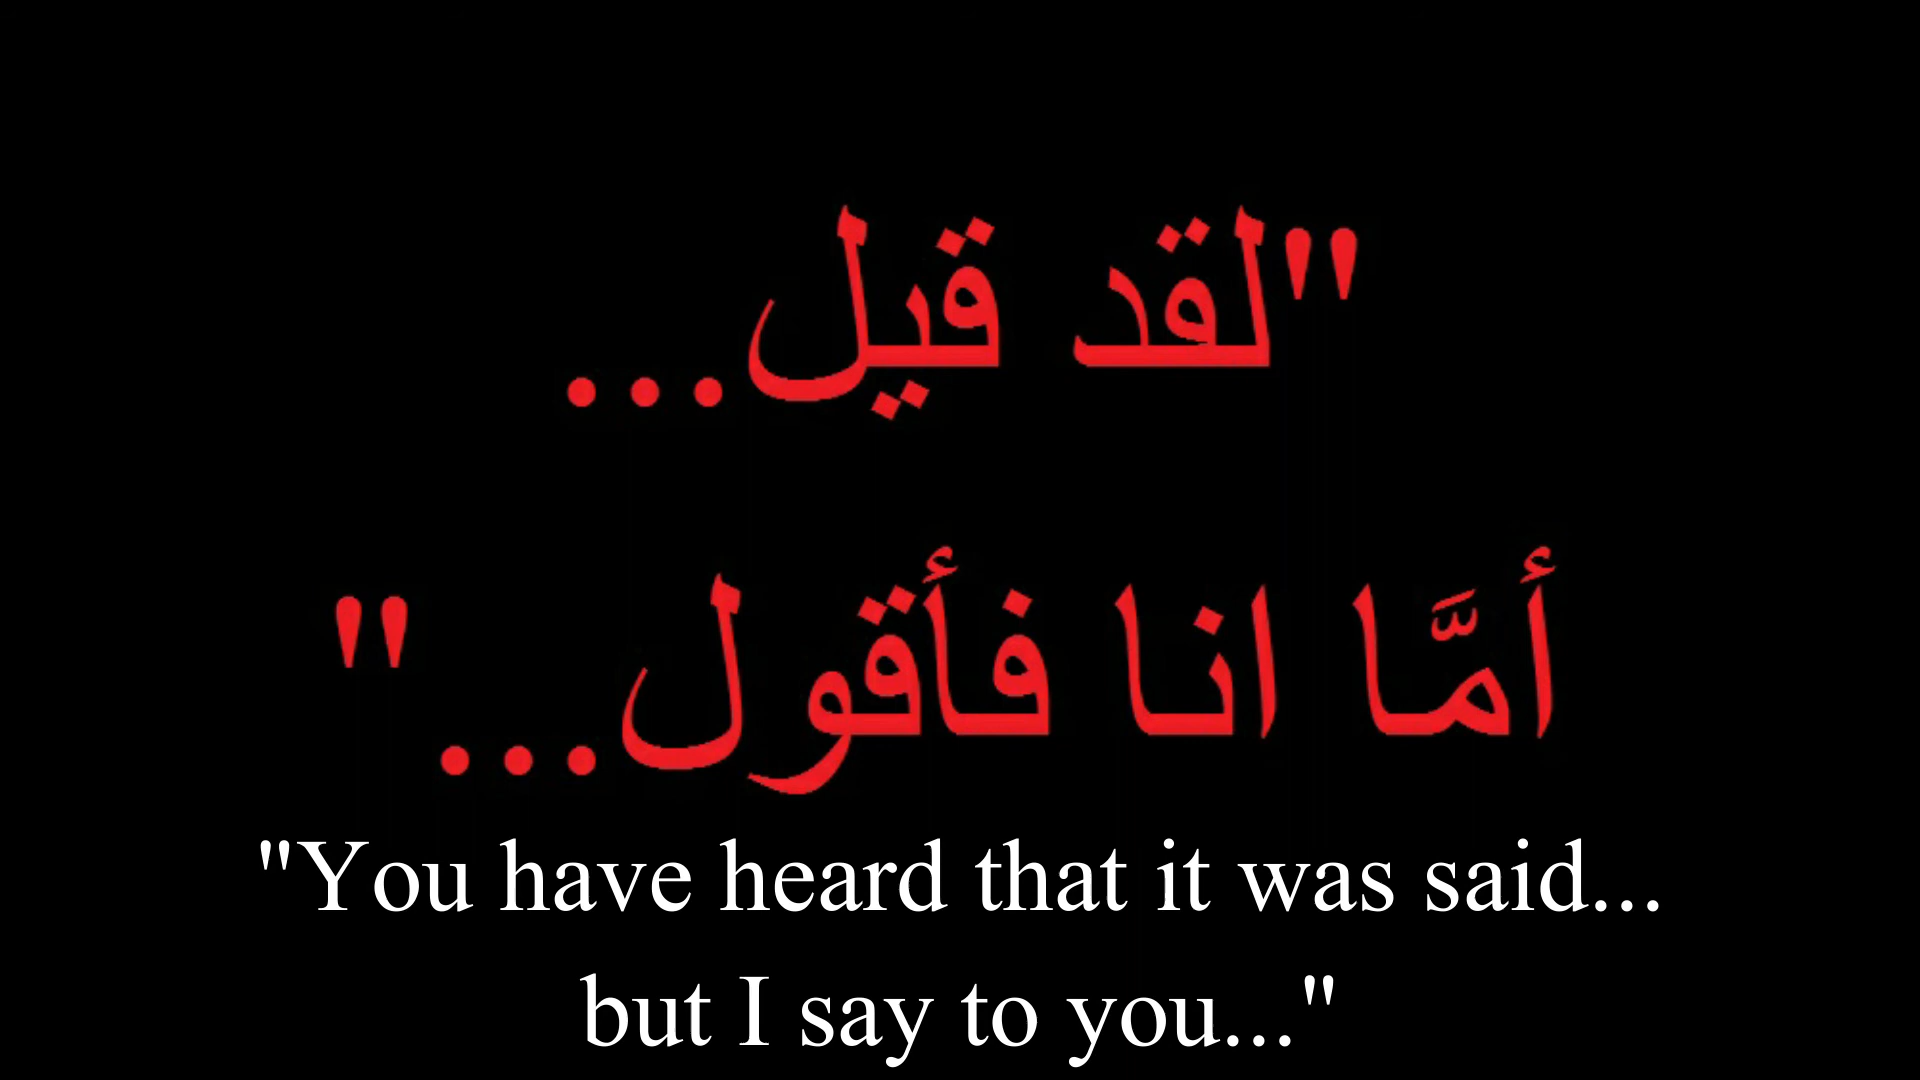 "لقد قيل...
أمَّا انا فأقول..."
"You have heard that it was said...
but I say to you..."